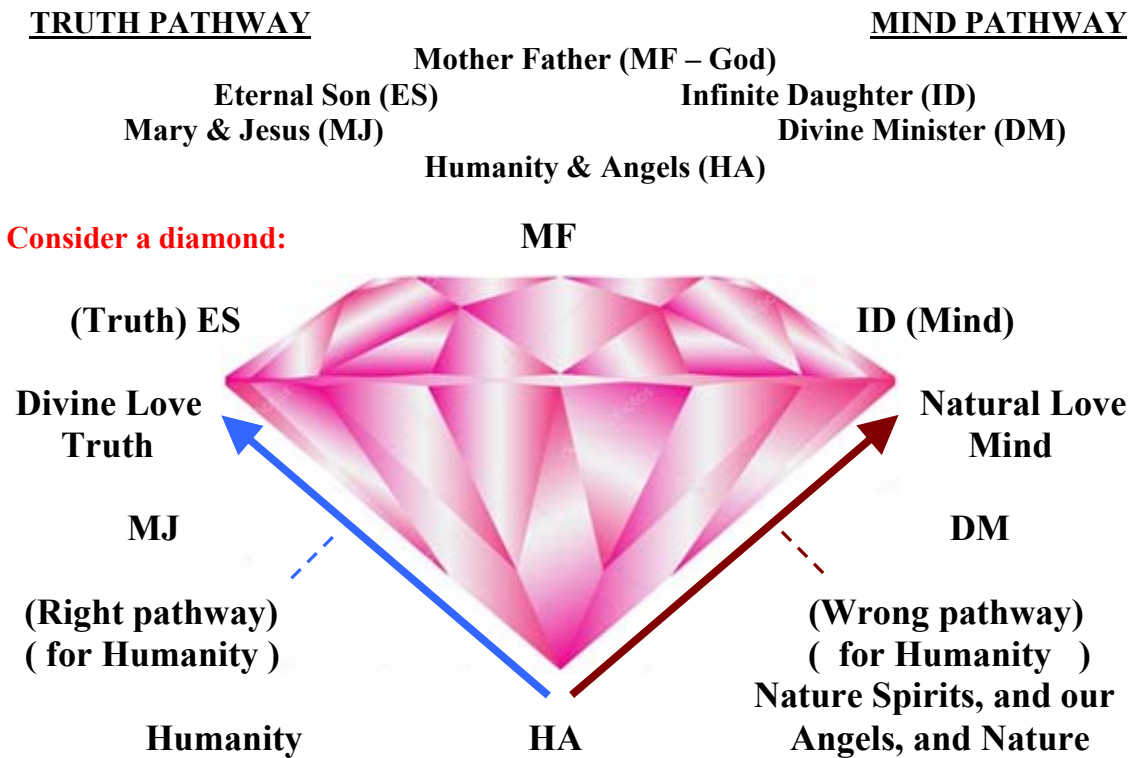 TRUTH PATHWAY MIND PATHWAY
Mother Father (MF – God)
Eternal Son (ES) Infinite Daughter (ID)
Mary & Jesus (MJ) Divine Minister (DM)
Humanity & Angels (HA)
Consider a diamond: MF
(Truth) ES ID (Mind)
Divine Love Natural Love
Truth Mind
MJ DM
(Right pathway) (Wrong pathway)
( for Humanity ) ( for Humanity )
Nature Spirits, and our
Humanity HA Angels, and Nature